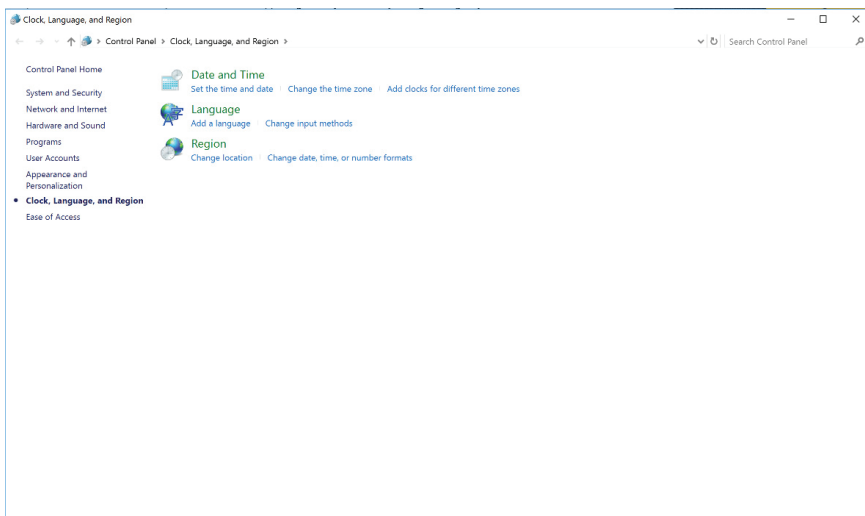 Clock, Language, and Region
Control Panel > Clock, Language, and Region >
Search Control Panel
Control Panel Home
System and Security
Network and Internet
Hardware and Sound
Programs
User Accounts
Appearance and
Personalization
Clock, Language, and Region
Ease of Access
Date and Time
Set the time and date
Change the time zone
Add clocks for different time zones
Language
Add a language
Change input methods
Region
Change location
Change date, time, or number formats